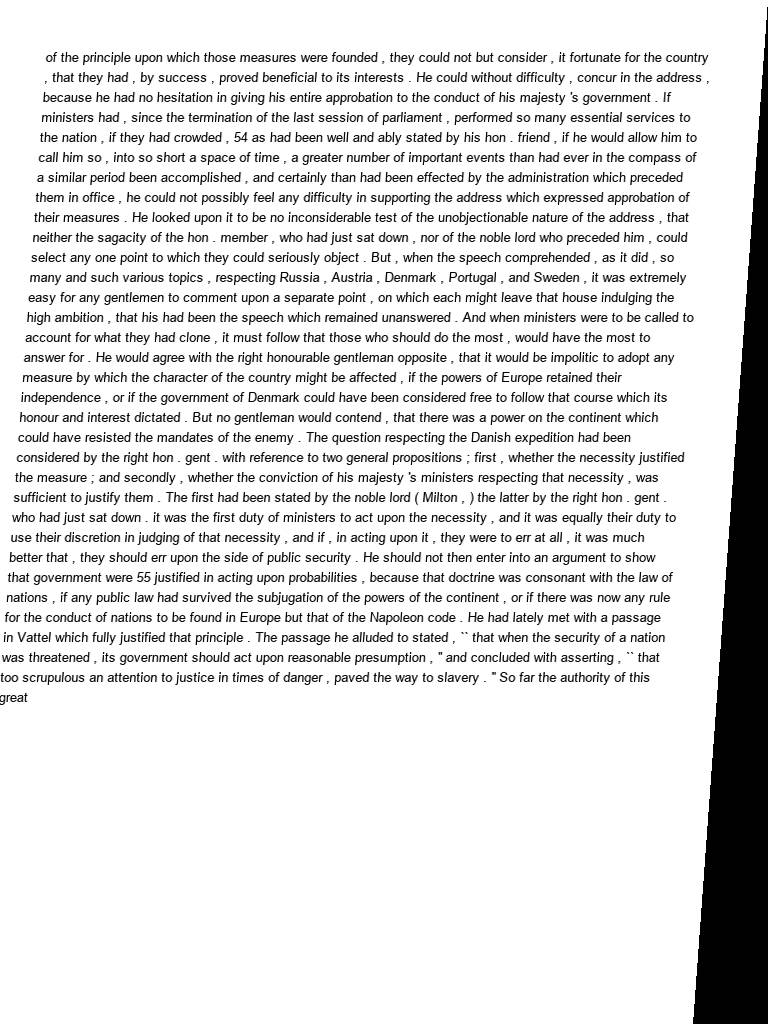 of the principle upon which those measures were founded , they could not but consider , it fortunate for the country
, that they had , by success , proved beneficial to its interests . He could without difficulty , concur in the address ,
because he had no hesitation in giving his entire approbation to the conduct of his majesty 's government . If
ministers had , since the termination of the last session of parliament , performed so many essential services to
the nation , if they had crowded , 54 as had been well and ably stated by his hon . friend , if he would allow him to
call him so , into so short a space of time , a greater number of important events than had ever in the compass of
a similar period been accomplished , and certainly than had been effected by the administration which preceded
them in office , he could not possibly feel any difficulty in supporting the address which expressed approbation of
their measures . He looked upon it to be no inconsiderable test of the unobjectionable nature of the address , that
neither the sagacity of the hon . member , who had just sat down , nor of the noble lord who preceded him , could
select any one point to which they could seriously object . But , when the speech comprehended , as it did , so
many and such various topics , respecting Russia , Austria , Denmark , Portugal , and Sweden , it was extremely
easy for any gentlemen to comment upon a separate point , on which each might leave that house indulging the
high ambition , that his had been the speech which remained unanswered . And when ministers were to be called to
account for what they had clone , it must follow that those who should do the most , would have the most to
answer for . He would agree with the right honourable gentleman opposite , that it would be impolitic to adopt any
measure by which the character of the country might be affected , if the powers of Europe retained their
independence , or if the government of Denmark could have been considered free to follow that course which its
honour and interest dictated . But no gentleman would contend , that there was a power on the continent which
could have resisted the mandates of the enemy . The question respecting the Danish expedition had been
considered by the right hon . gent . with reference to two general propositions ; first , whether the necessity justified
the measure ; and secondly , whether the conviction of his majesty 's ministers respecting that necessity , was
sufficient to justify them . The first had been stated by the noble lord ( Milton , ) the latter by the right hon . gent .
who had just sat down . it was the first duty of ministers to act upon the necessity , and it was equally their duty to
use their discretion in judging of that necessity , and if , in acting upon it , they were to err at all , it was much
better that , they should err upon the side of public security . He should not then enter into an argument to show
that government were 55 justified in acting upon probabilities , because that doctrine was consonant with the law of
nations , if any public law had survived the subjugation of the powers of the continent , or if there was now any rule
for the conduct of nations to be found in Europe but that of the Napoleon code . He had lately met with a passage
in Vattel which fully justified that principle . The passage he alluded to stated , `` that when the security of a nation
was threatened , its government should act upon reasonable presumption , " and concluded with asserting , `` that
too scrupulous an attention to justice in times of danger , paved the way to slavery . " So far the authority of this
great